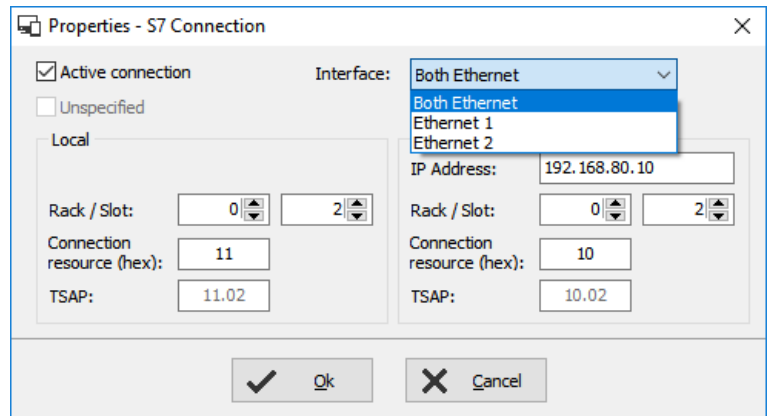 Properties - S7 Connection
Active connection
Interface:
Both Ethernet
Unspecified
Both Ethernet
Ethernet 1
Ethernet 2
Local
Rack / Slot:
0
2
Connection
resource (hex):
11
TSAP:
11.02
IP Address:
192.168.80.10
Rack / Slot:
0
2
Connection
resource (hex):
10
TSAP:
10.02
Ok
Cancel